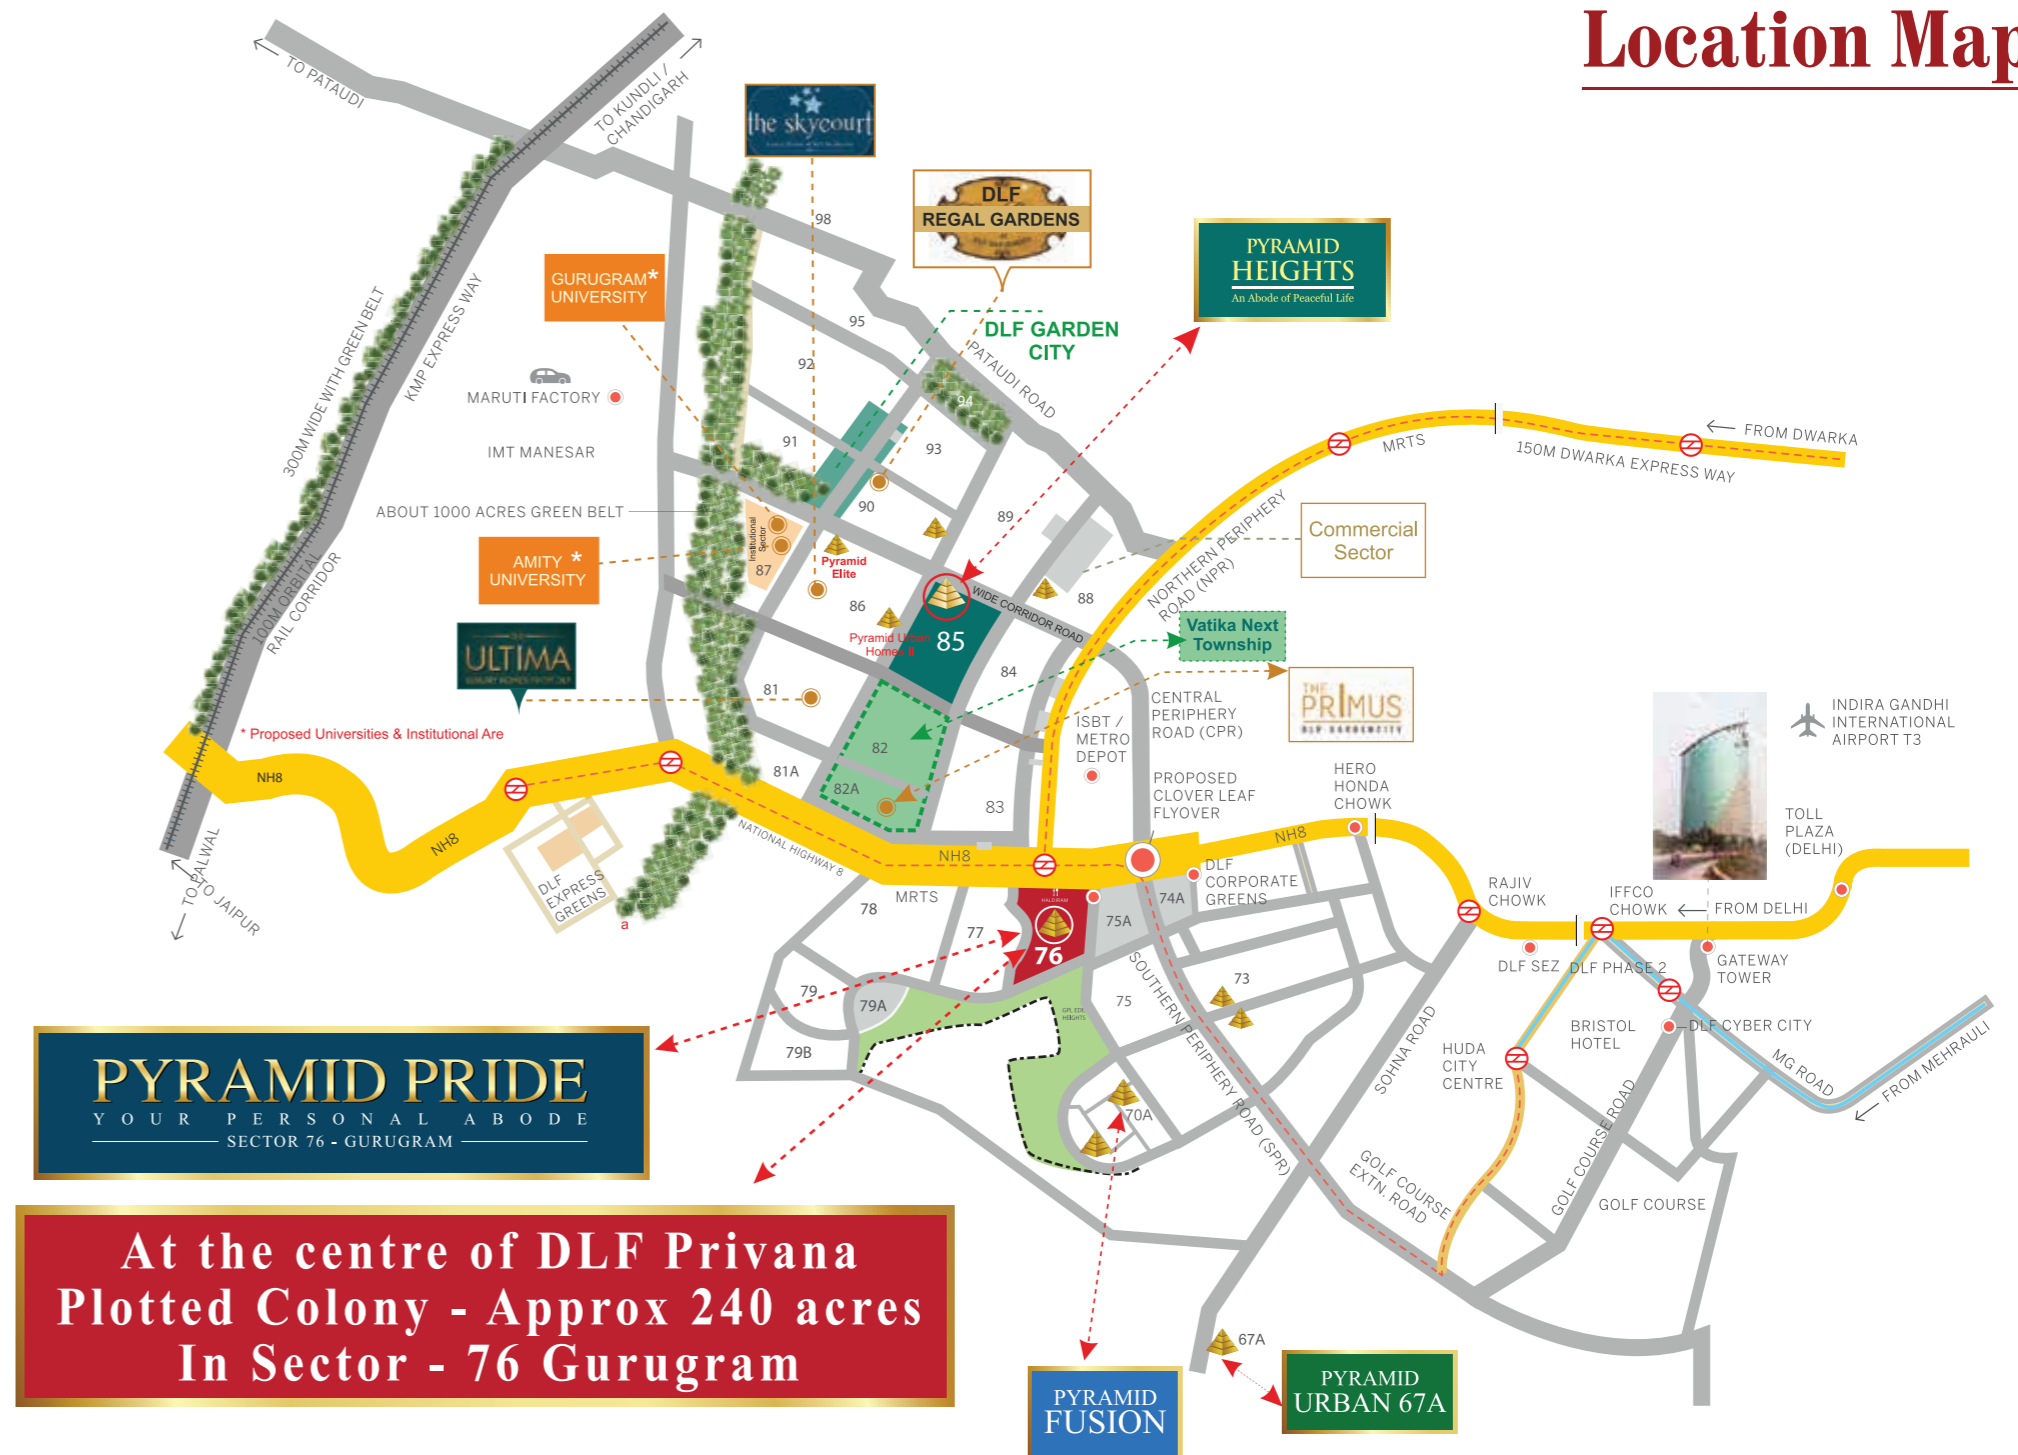 Location Map
TO PATAUDI
TO KUNDLI /
CHANDIGARH
the skycourt
DLF
REGAL GARDENS
PYRAMID
HEIGHTS
An Abode of Peaceful Life
98
GURUGRAM*
UNIVERSITY
95
DLF GARDEN
CITY
300M WIDE WITH GREEN BELT
KMP EXPRESS WAY
92
PATAUDI ROAD
MARUTI FACTORY
94
IMT MANESAR
91
93
MRTS
FROM DWARKA
150M DWARKA EXPRESS WAY
ABOUT 1000 ACRES GREEN BELT
90
89
NORTHERN PERIPHERY
ROAD (NPR)
Commercial
Sector
Institutional
Sector
87
Pyramid
Elite
AMITY *
UNIVERSITY
100M ORBITAL
RAIL CORRIDOR
86
WIDE CORRIDOR ROAD
88
Pyramid Urban
Homes II
85
Vatika Next
Township
ULTIMA
81
84
THE
PRIMUS
DLF GARDENCITY
CENTRAL
PERIPHERY
ROAD (CPR)
ISBT /
METRO
DEPOT
INDIRA GANDHI
INTERNATIONAL
AIRPORT T3
* Proposed Universities & Institutional Are
82
81A
82A
83
NH8
PROPOSED
CLOVER LEAF
FLYOVER
HERO
HONDA
CHOWK
TOLL
PLAZA
(DELHI)
NH8
NATIONAL HIGHWAY 8
NH8
NH8
TO PALWAL
TO JAIPUR
DLF
EXPRESS
GREENS
a
MRTS
78
77
HALDIRAM
76
75A
74A
DLF
CORPORATE
GREENS
RAJIV
CHOWK
IFFCO
CHOWK
FROM DELHI
DLF SEZ
DLF PHASE 2
GATEWAY
TOWER
79
79A
79B
GPL EDEN
HEIGHTS
75
73
SOUTHERN PERIPHERY ROAD (SPR)
SOHNA ROAD
BRISTOL
HOTEL
DLF CYBER CITY
HUDA
CITY
CENTRE
MG ROAD
FROM MEHRAULI
PYRAMID PRIDE
YOUR PERSONAL ABODE
SECTOR 76 - GURUGRAM
70A
GOLF COURSE ROAD
GOLF COURSE
EXTN. ROAD
GOLF COURSE
At the centre of DLF Privana
Plotted Colony - Approx 240 acres
In Sector - 76 Gurugram
67A
PYRAMID
FUSION
PYRAMID
URBAN 67A